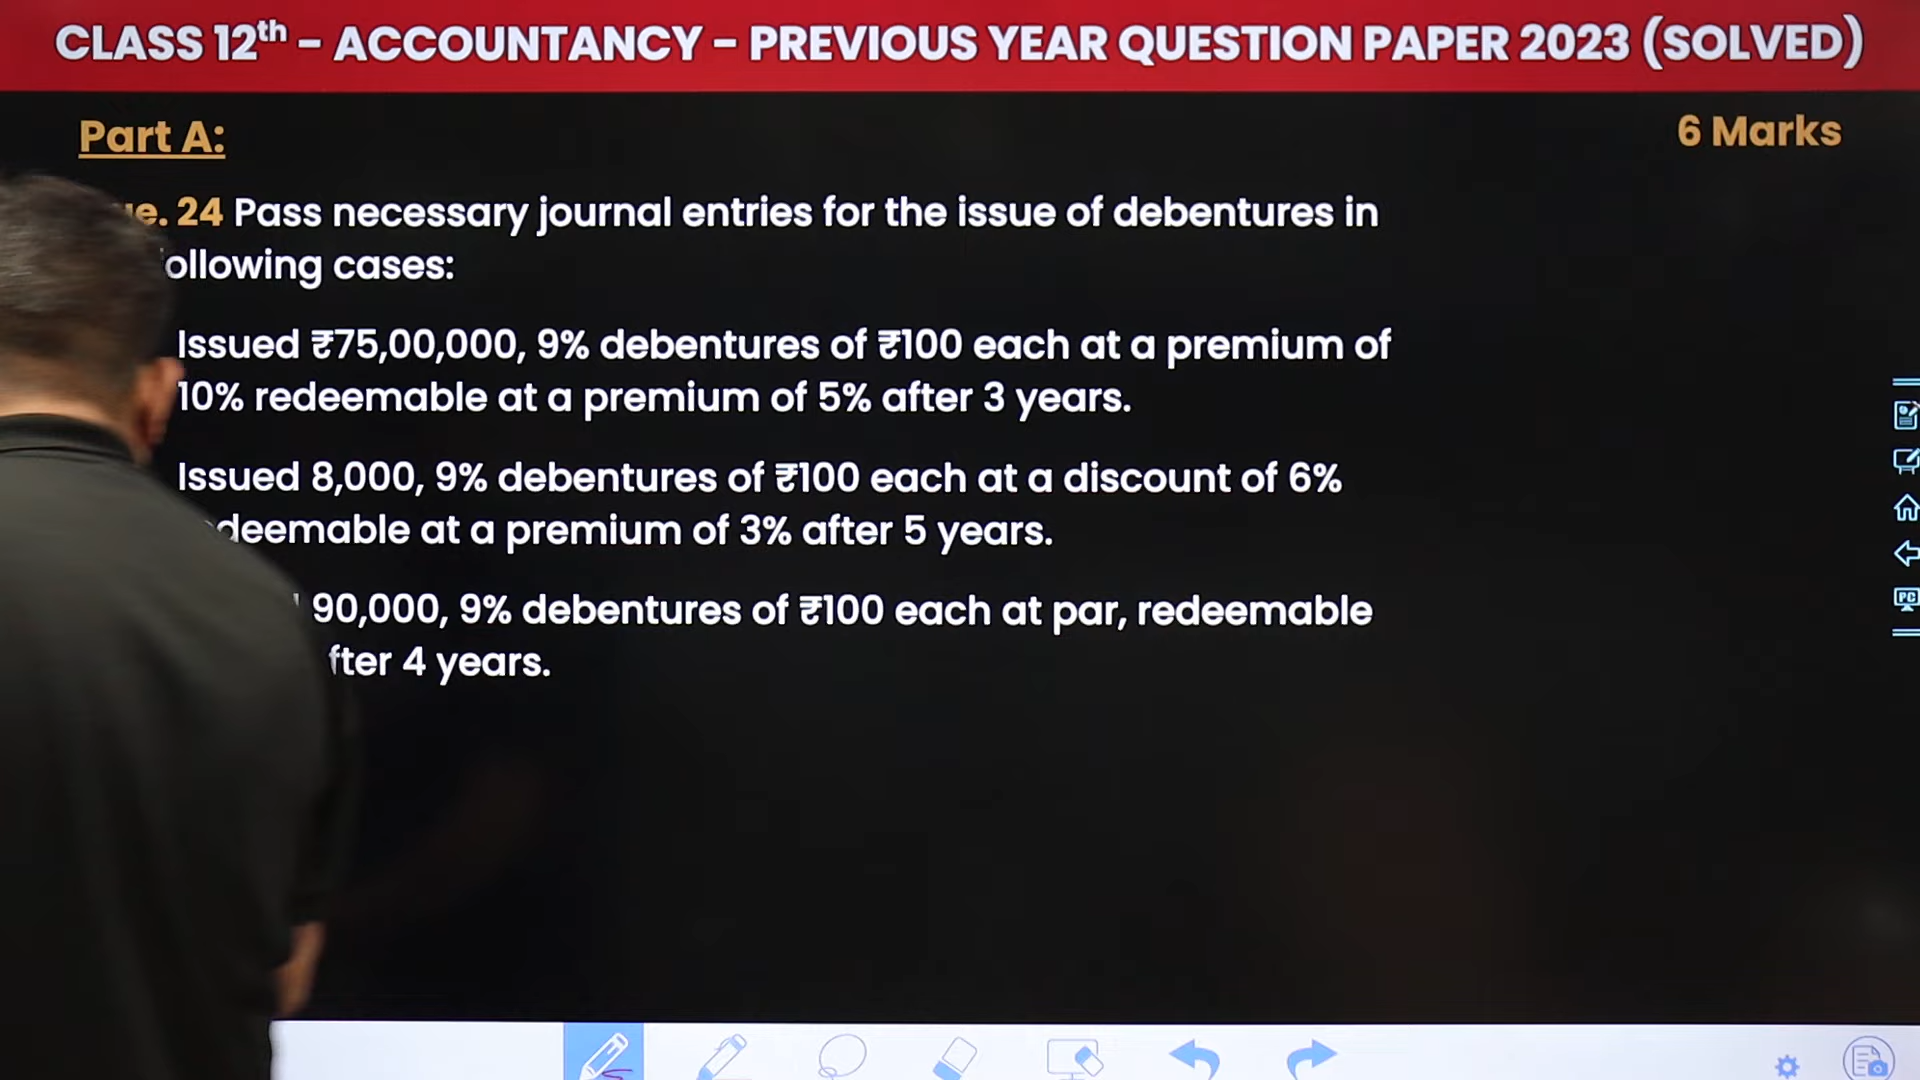 CLASS 12th – ACCOUNTANCY – PREVIOUS YEAR QUESTION PAPER 2023 (SOLVED)
Part A:
6 Marks
24 Pass necessary journal entries for the issue of debentures in
cases:
Issued ₹75,00,000, 9% debentures of ₹100 each at a premium of
10% redeemable at a premium of 5% after 3 years.
Issued 8,000, 9% debentures of ₹100 each at a discount of 6%
at a premium of 3% after 5 years.
90,000, 9% debentures of ₹100 each at par, redeemable
4 years.
PC